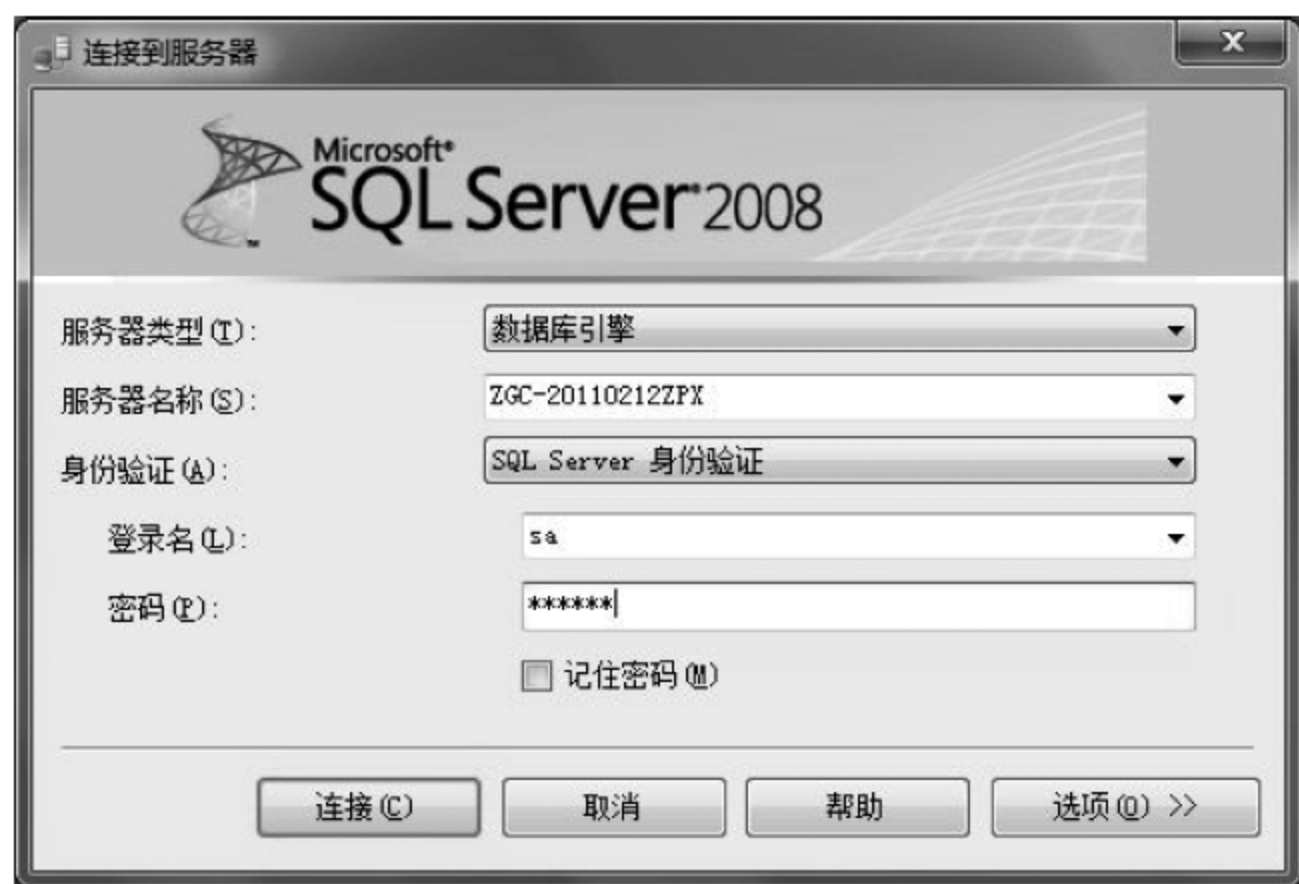 连接到服务器
Microsoft®
SQL Server® 2008
服务器类型(T): 数据库引擎
服务器名称(S): ZGC-20110212ZPX
身份验证(A): SQL Server 身份验证
登录名(L): sa
密码(P): ******
记住密码(M)
连接(C) 取消 帮助 选项(O) >>